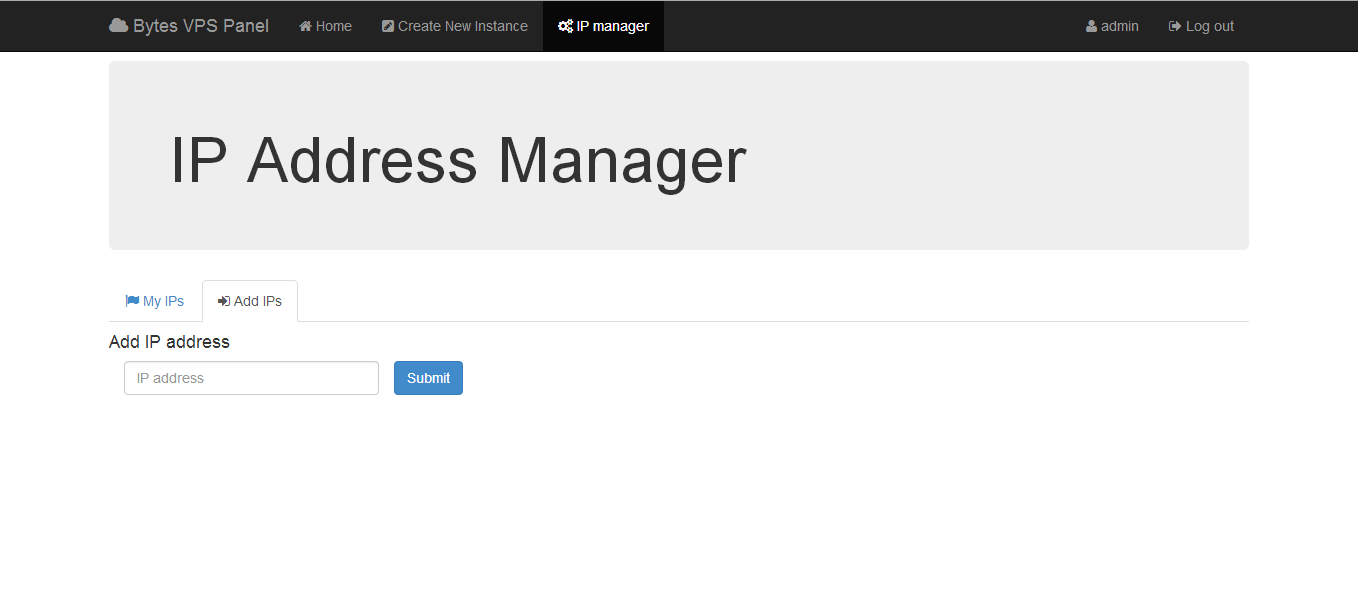 Bytes VPS Panel Home Create New Instance IP manager admin Log out
IP Address Manager
My IPs Add IPs
Add IP address
IP address Submit